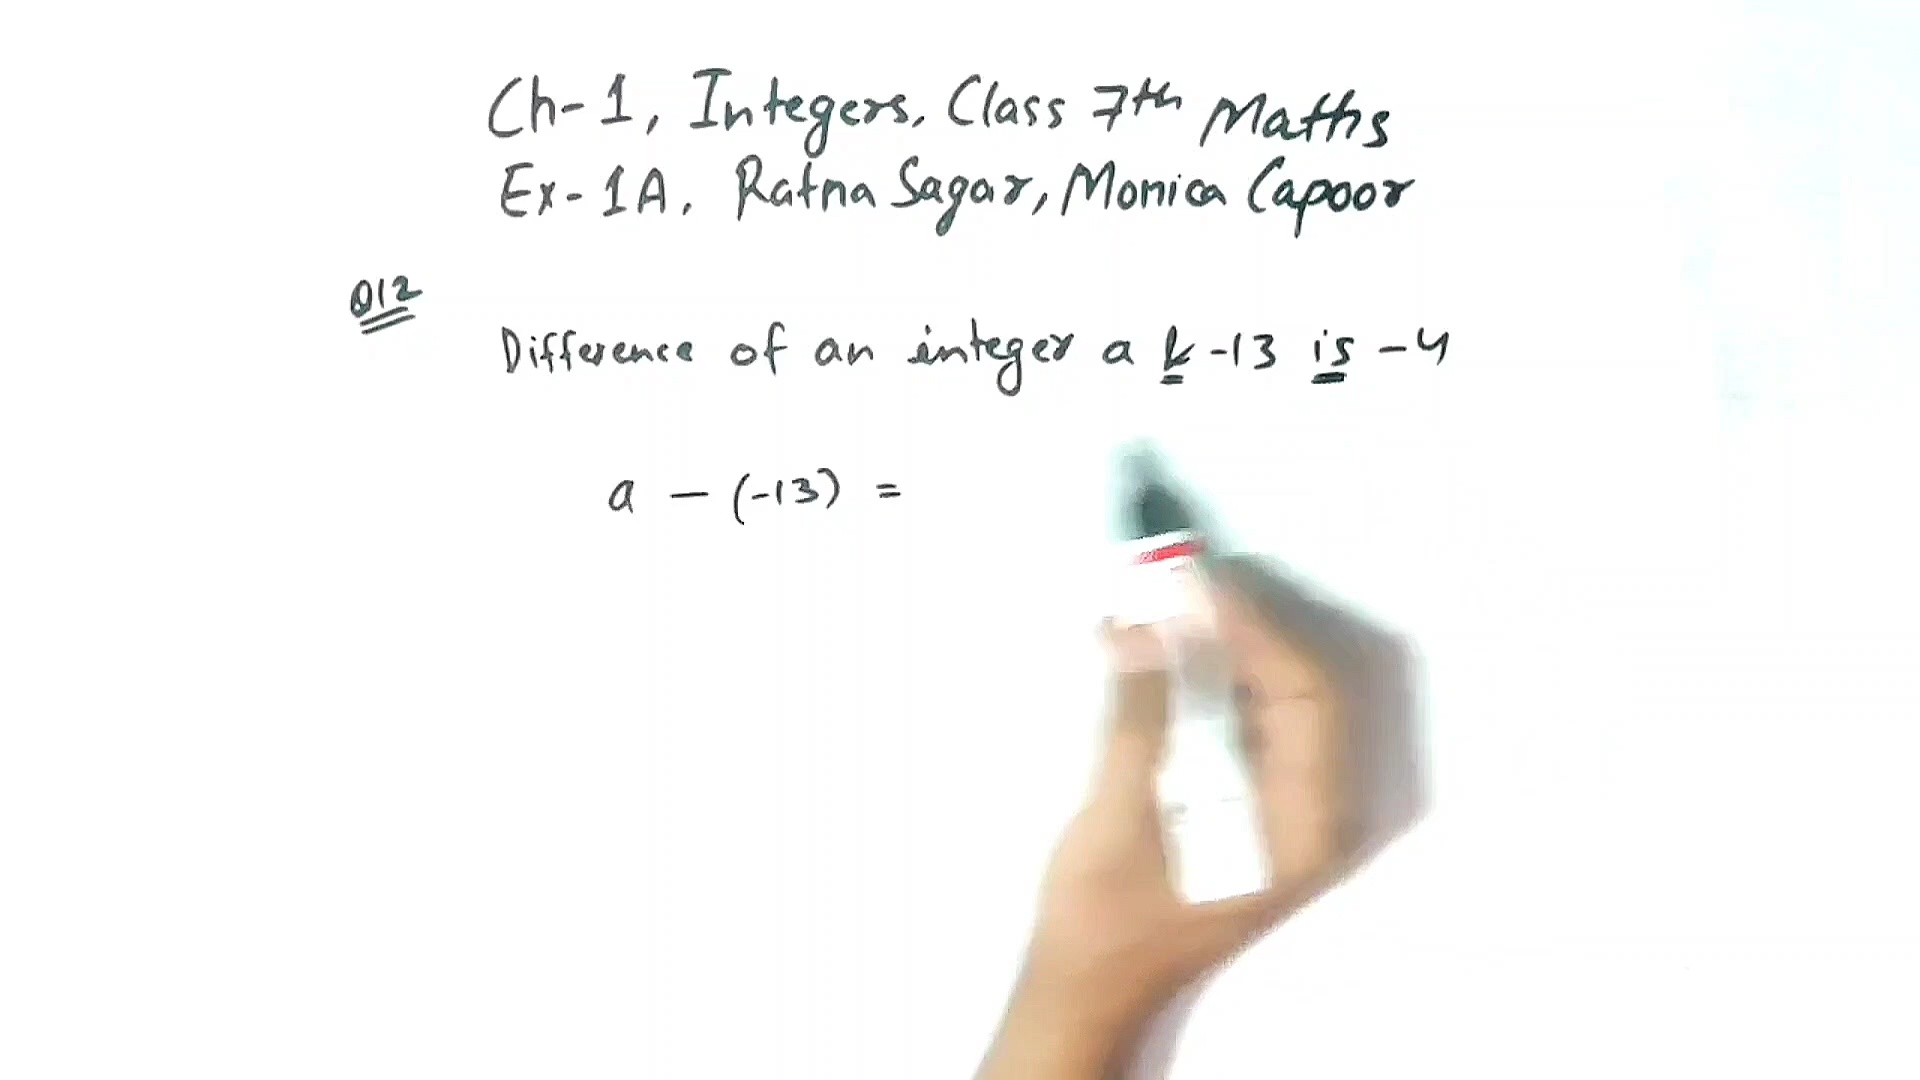 Ch-1, Integers, Class 7th Maths
Ex-1A, Ratna Sagar, Monica Capoor
Q12
Difference of an integer a & -13 is -4
a - (-13) =